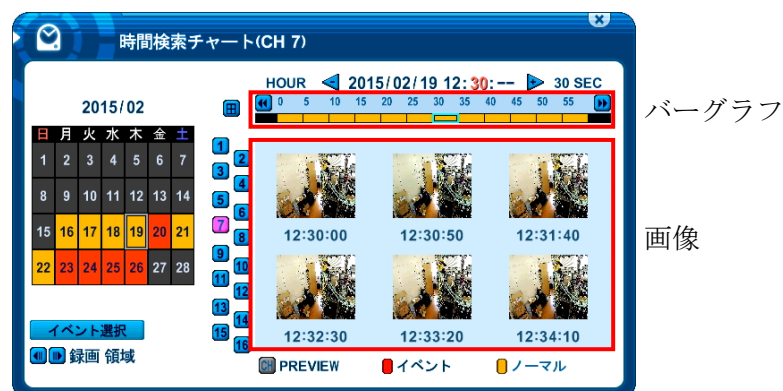 時間検索チャート(CH 7)
HOUR 2015/02/19 12:30:-- 30 SEC
0 5 10 15 20 25 30 35 40 45 50 55
バーグラフ
2015/02
日 月 火 水 木 金 土
1 2 3 4 5 6 7
8 9 10 11 12 13 14
15 16 17 18 19 20 21
22 23 24 25 26 27 28
イベント選択
録画 領域
1
2
3
4
5
6
7
8
9
10
11
12
13
14
15
16
12:30:00 12:30:50 12:31:40
12:32:30 12:33:20 12:34:10
画像
CH PREVIEW イベント ノーマル